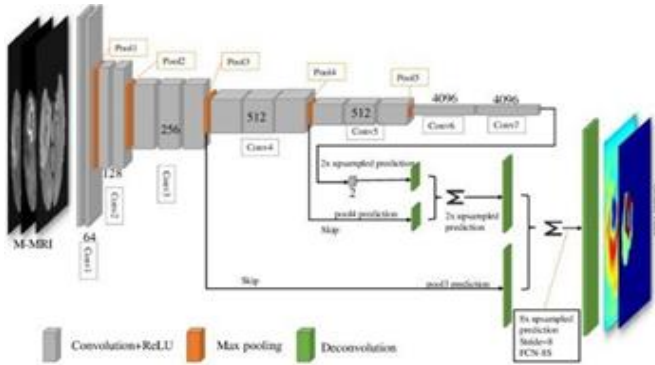 Pool1
Pool2
Pool3
Pool4
Pool5
4096
4096
512
512
256
128
64
Conv1
Conv2
Conv3
Conv4
Conv5
Conv6
Conv7
M-MRI
2x upsampled prediction
2
Σ
pool4 prediction
2x upsampled
prediction
Skip
Σ
Skip
pool3 prediction
8x upsampled
prediction
Stride=8
FCN-8S
Convolution+ReLU
Max pooling
Deconvolution